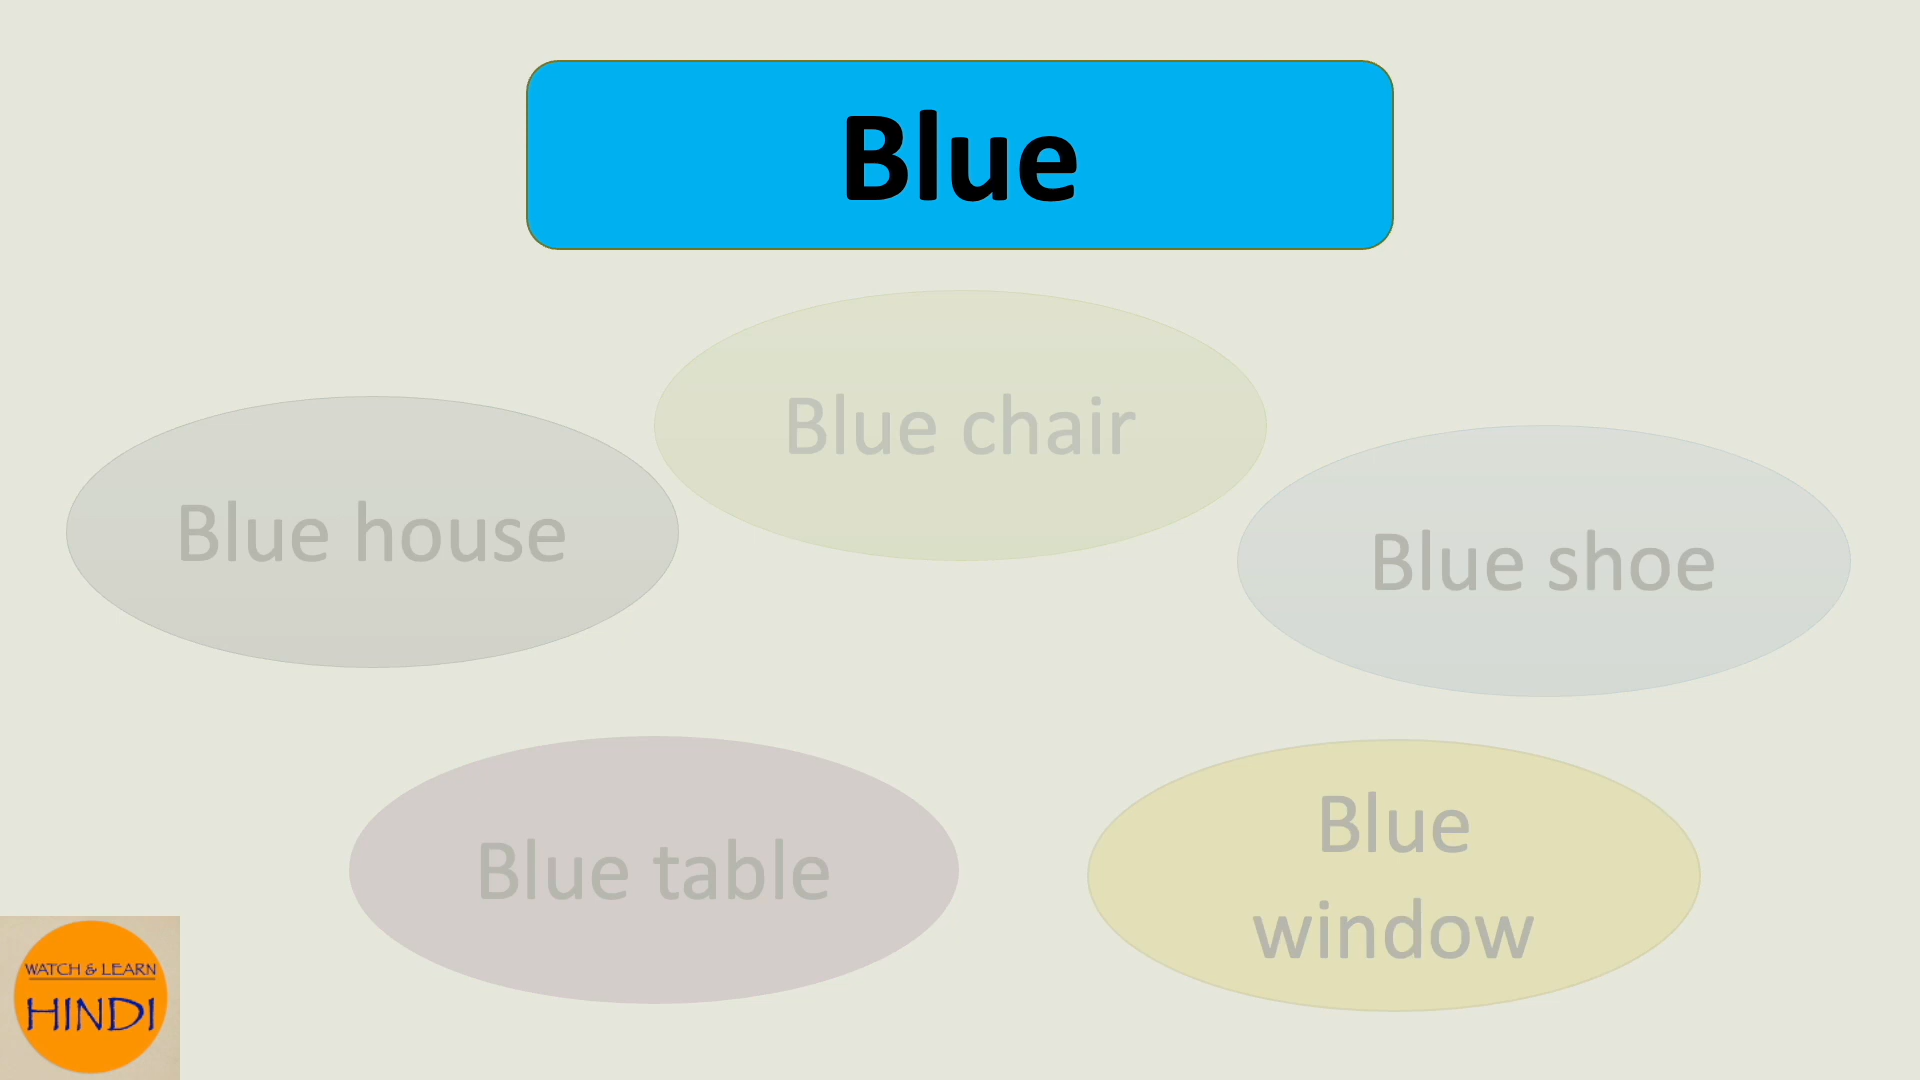 Blue
Blue chair
Blue house
Blue shoe
Blue table
Blue
window
WATCH & LEARN
HINDI